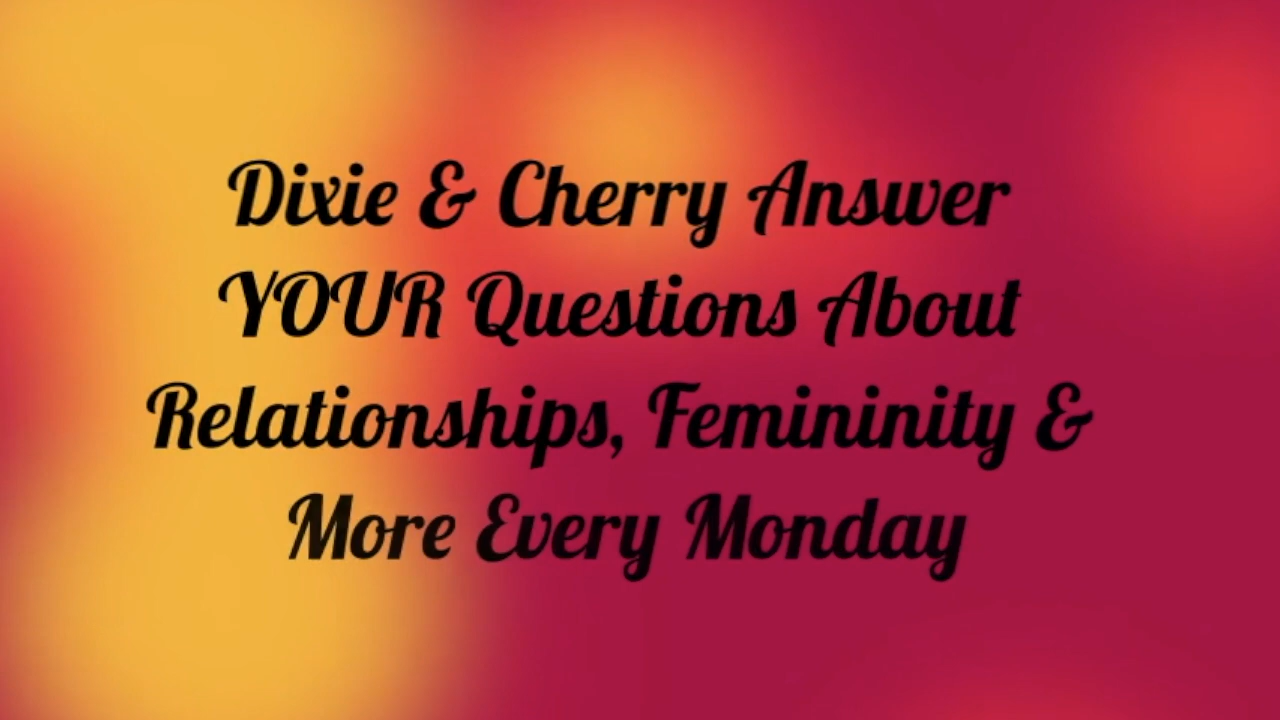 Dixie & Cherry Answer
YOUR Questions About
Relationships, Femininity &
More Every Monday